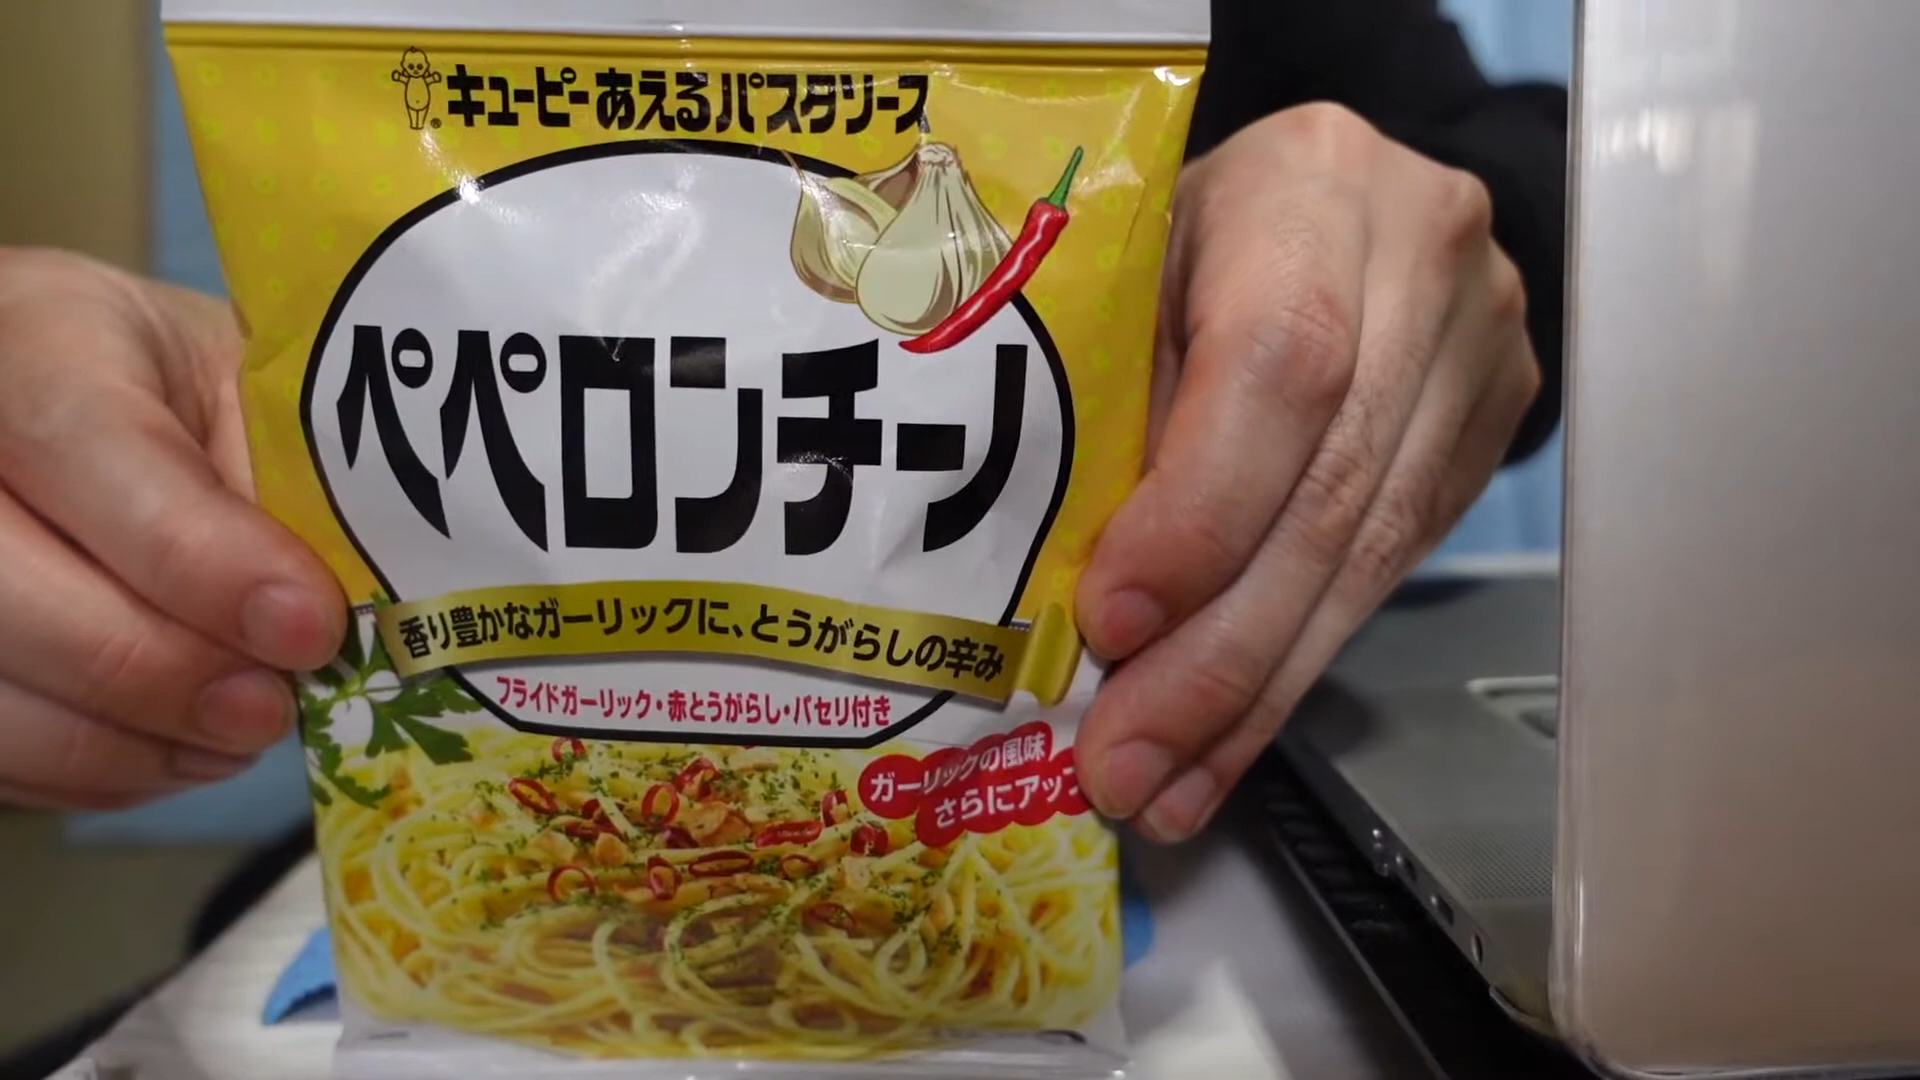 キユーピー あえるパスタソース
ペペロンチーノ
香り豊かなガーリックに、とうがらしの辛み
フライドガーリック・赤とうがらし・パセリ付き
ガーリックの風味
さらにアップ